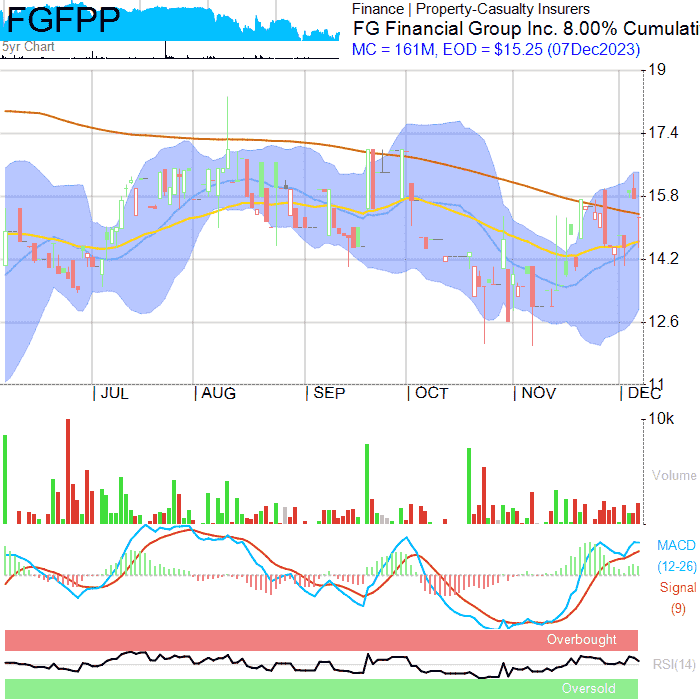 FGFPP
5yr Chart
Finance | Property-Casualty Insurers
FG Financial Group Inc. 8.00% Cumulati
MC = 161M, EOD = $15.25 (07Dec2023)
19
17.4
15.8
14.2
12.6
11
JUL AUG SEP OCT NOV DEC
10k
Volume
MACD
(12-26)
Signal
(9)
Overbought
RSI(14)
Oversold